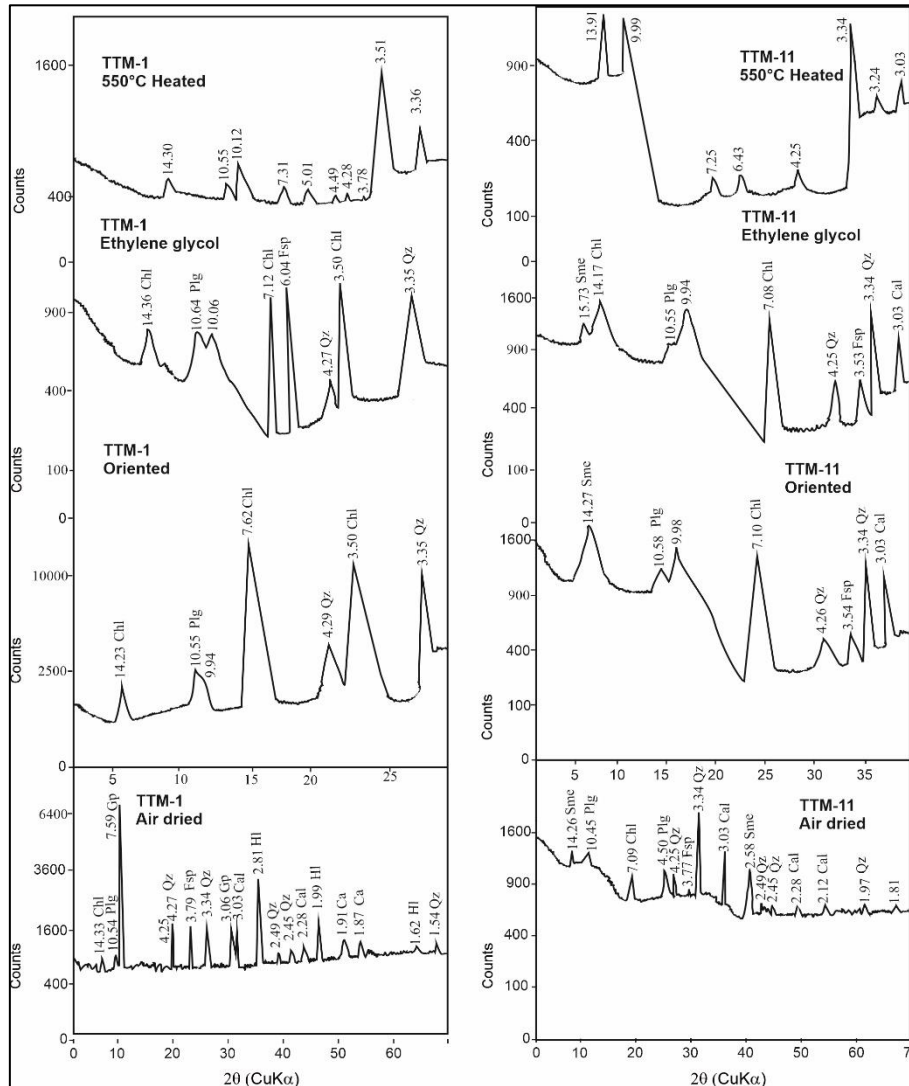 TTM-1
550°C Heated
Counts
1600
400
0
14.30
10.55
10.12
7.31
5.01
4.49
4.28
3.78
3.51
3.36
TTM-1
Ethylene glycol
Counts
900
400
100
0
14.36 Chl
10.64 Plg
10.06
7.12 Chl
6.04 Fsp
4.27 Qz
3.50 Chl
3.35 Qz
TTM-1
Oriented
Counts
10000
2500
0
14.23 Chl
10.55 Plg
9.94
7.62 Chl
4.29 Qz
3.50 Chl
3.35 Qz
5 10 15 20 25
TTM-1
Air dried
Counts
6400
3600
1600
400
0
14.33 Chl
10.54 Plg
7.59 Gp
4.25
4.27 Qz
3.79 Fsp
3.34 Qz
3.06 Gp
3.03 Cal
2.81 Hl
2.49 Qz
2.45 Qz
2.28 Cal
1.99 Hl
1.91 Ca
1.87 Ca
1.62 Hl
1.54Qz
0 10 20 30 40 50 60
2θ (CuKα)
TTM-11
550°C Heated
Counts
900
400
100
13.91
9.99
7.25
6.43
4.25
3.34
3.24
3.03
TTM-11
Ethylene glycol
Counts
0
1600
900
400
100
0
15.73 Sme
14.17 Chl
10.55 Plg
9.94
7.08 Chl
4.25 Qz
3.53 Fsp
3.34 Qz
3.03 Cal
TTM-11
Oriented
Counts
1600
900
400
100
0
14.27 Sme
10.58 Plg
9.98
7.10 Chl
4.26 Qz
3.54 Fsp
3.34 Qz
3.03 Cal
5 10 15 20 25 30 35
TTM-11
Air dried
Counts
1600
900
400
100
0
14.26 Sme
10.45 Plg
7.09 Chl
4.50 Plg
4.25 Qz
3.77 Fsp
3.34 Qz
3.03 Cal
2.58 Sme
2.49 Qz
2.45 Qz
2.28 Cal
2.12 Cal
1.97 Qz
1.81
0 10 20 30 40 50 60 70
2θ (CuKα)